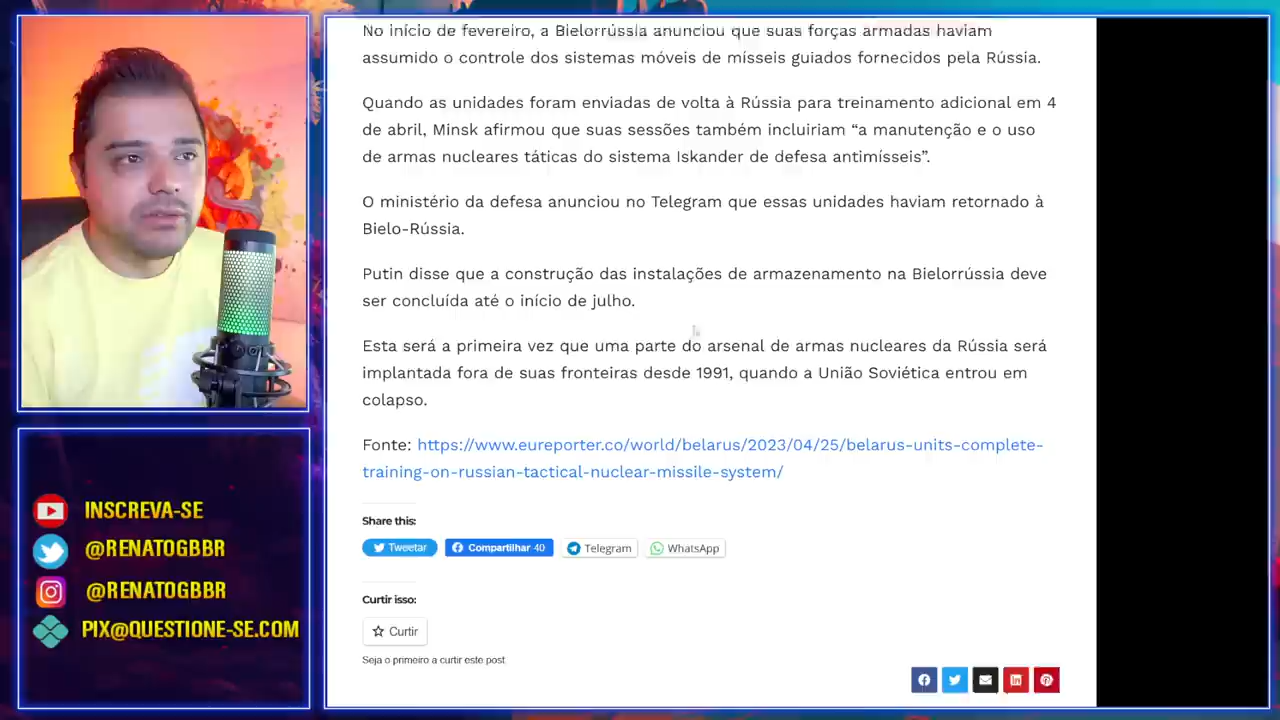 No início de fevereiro, a Bielorrússia anunciou que suas forças armadas haviam
assumido o controle dos sistemas móveis de mísseis guiados fornecidos pela Rússia.
Quando as unidades foram enviadas de volta à Rússia para treinamento adicional em 4
de abril, Minsk afirmou que suas sessões também incluiriam “a manutenção e o uso
de armas nucleares táticas do sistema Iskander de defesa antimísseis”.
O ministério da defesa anunciou no Telegram que essas unidades haviam retornado à
Bielo-Rússia.
Putin disse que a construção das instalações de armazenamento na Bielorrússia deve
ser concluída até o início de julho.
Esta será a primeira vez que uma parte do arsenal de armas nucleares da Rússia será
implantada fora de suas fronteiras desde 1991, quando a União Soviética entrou em
colapso.
Fonte: https://www.eureporter.co/world/belarus/2023/04/25/belarus-units-complete-
training-on-russian-tactical-nuclear-missile-system/
Share this:
Tweetar Compartilhar 40 Telegram WhatsApp
Curtir isso:
Curtir
Seja o primeiro a curtir este post
INSCREVA-SE
@RENATOGBBR
@RENATOGBBR
PIX@QUESTIONE-SE.COM